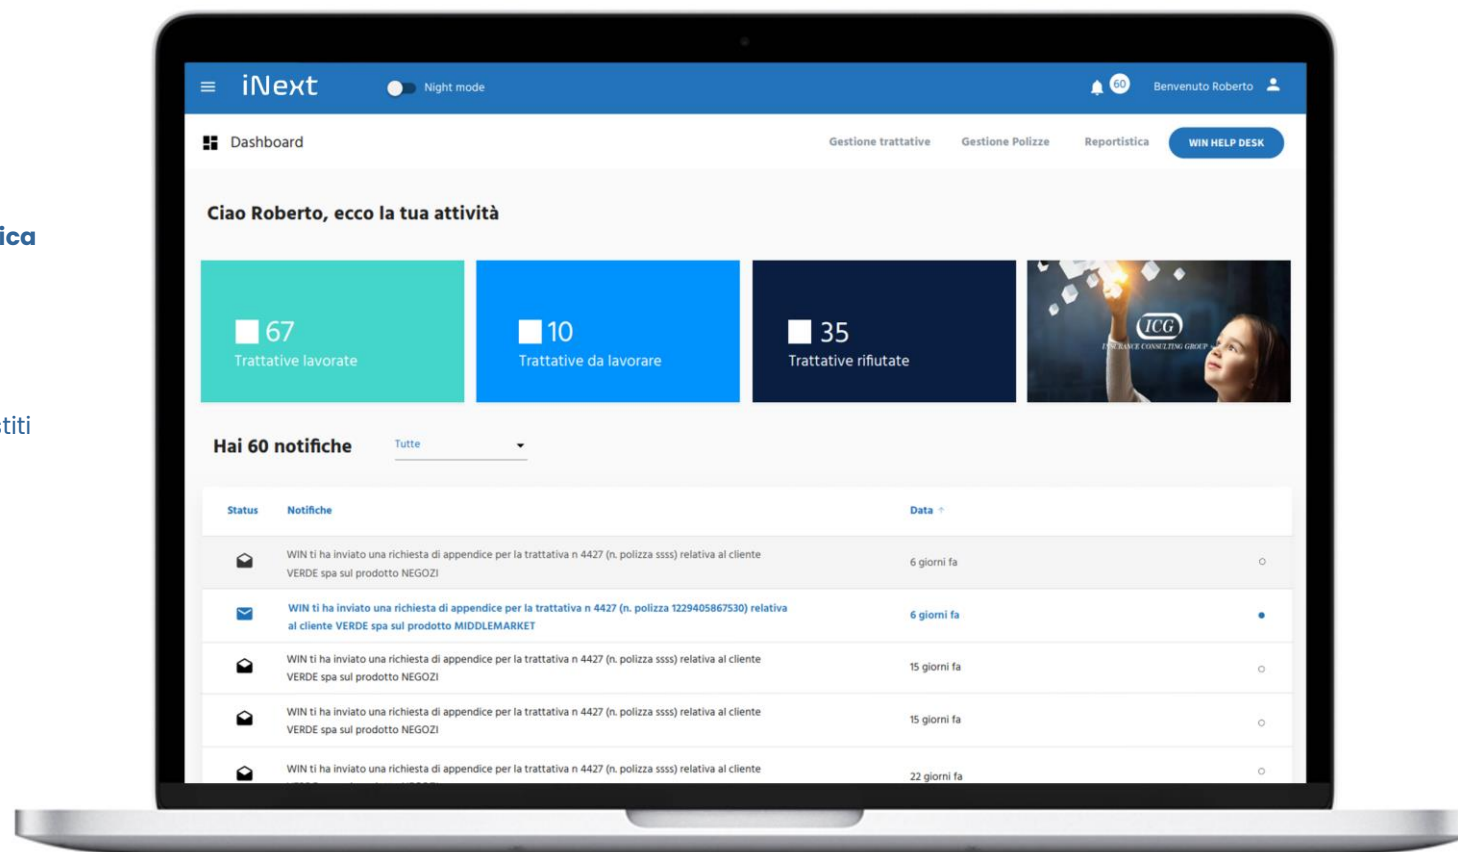 iNext
Night mode
60
Benvenuto Roberto
Dashboard
Gestione trattative
Gestione Polizze
Reportistica
WIN HELP DESK
Ciao Roberto, ecco la tua attività
ica
67
Trattative lavorate
10
Trattative da lavorare
35
Trattative rifiutate
ICG
INSURANCE CONSULTING GROUP
titi
Hai 60 notifiche
Tutte
Status
Notifiche
Data ↑
WIN ti ha inviato una richiesta di appendice per la trattativa n 4427 (n. polizza ssss) relativa al cliente
VERDE spa sul prodotto NEGOZI
6 giorni fa
WIN ti ha inviato una richiesta di appendice per la trattativa n 4427 (n. polizza 1229405867530) relativa
al cliente VERDE spa sul prodotto MIDDLEMARKET
6 giorni fa
WIN ti ha inviato una richiesta di appendice per la trattativa n 4427 (n. polizza ssss) relativa al cliente
VERDE spa sul prodotto NEGOZI
15 giorni fa
WIN ti ha inviato una richiesta di appendice per la trattativa n 4427 (n. polizza ssss) relativa al cliente
VERDE spa sul prodotto NEGOZI
15 giorni fa
WIN ti ha inviato una richiesta di appendice per la trattativa n 4427 (n. polizza ssss) relativa al cliente
22 giorni fa